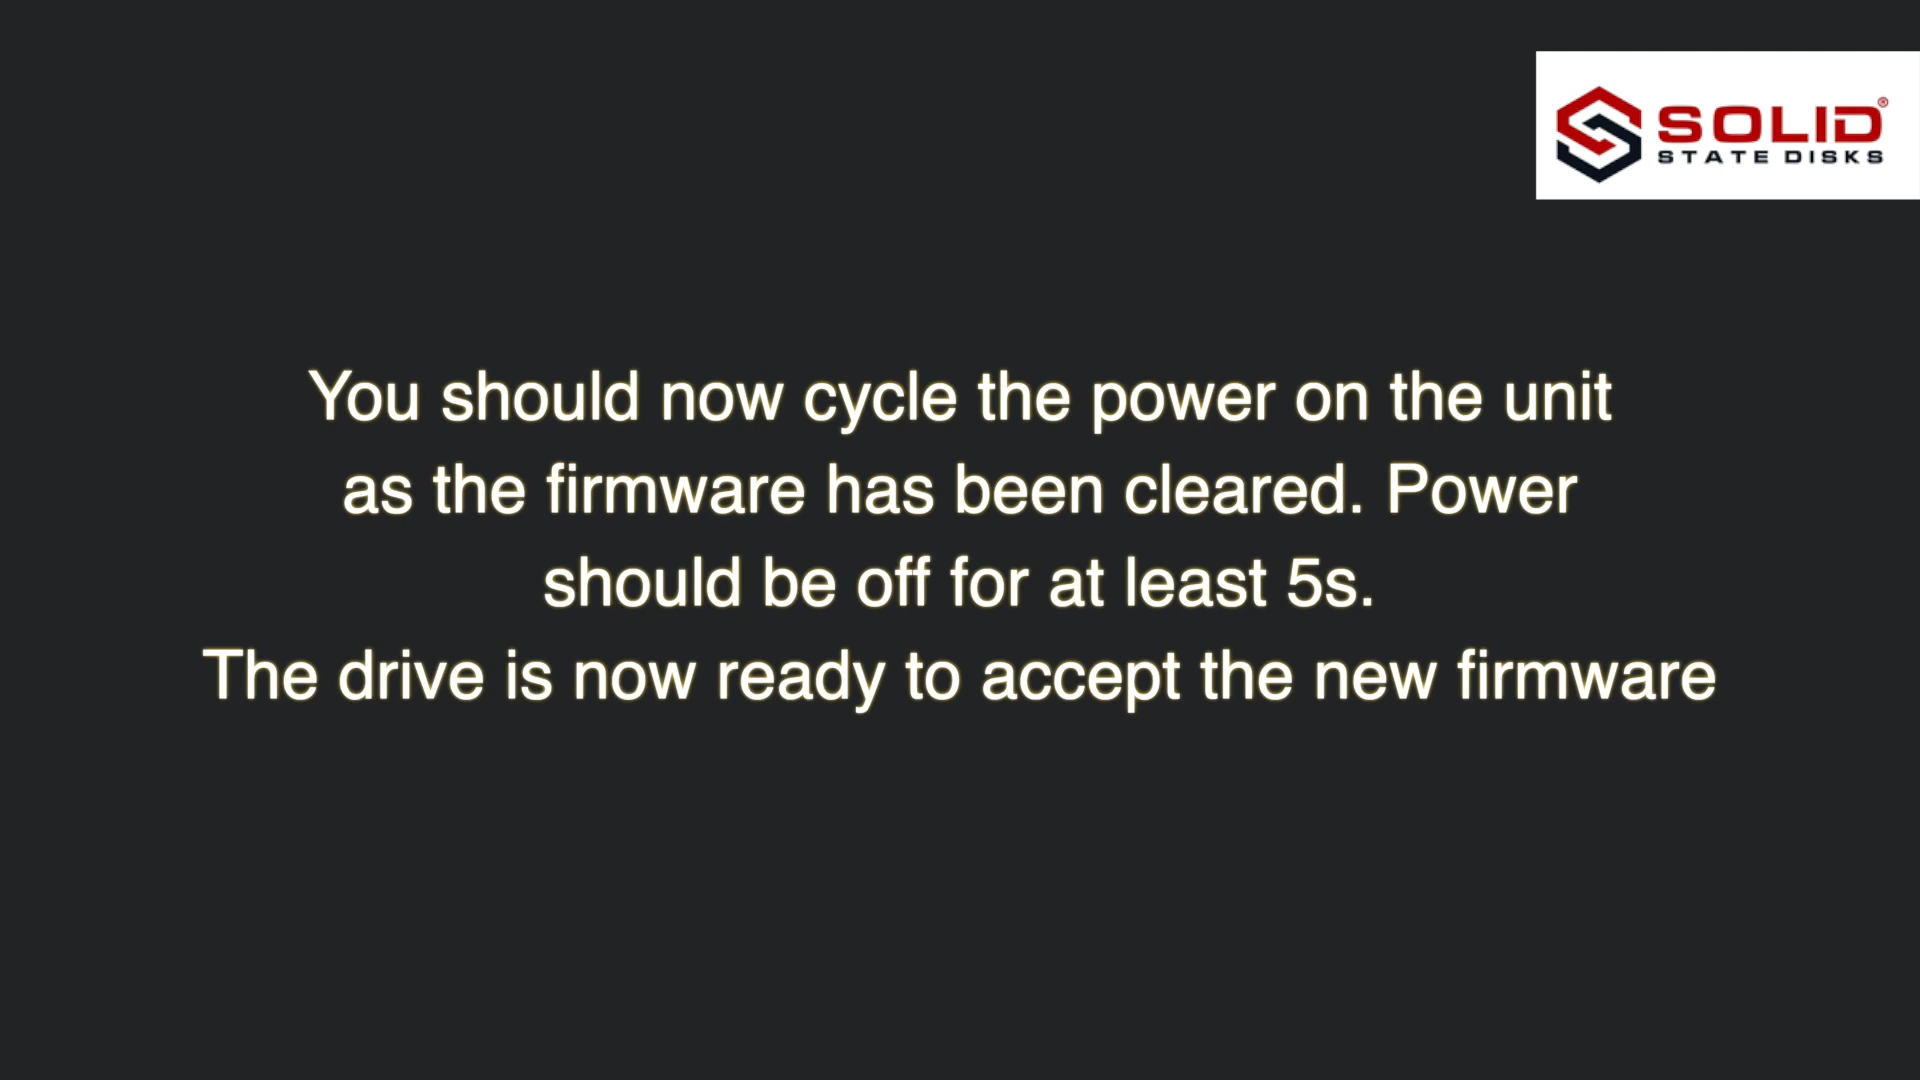 SOLID®
STATE DISKS
You should now cycle the power on the unit
as the firmware has been cleared. Power
should be off for at least 5s.
The drive is now ready to accept the new firmware